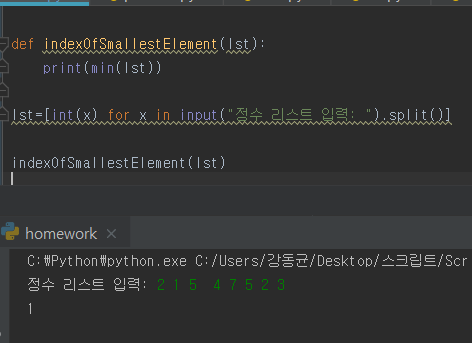 def indexOfSmallestElement(lst):
    print(min(lst))
lst=[int(x) for x in input("정수 리스트 입력: ").split()]
indexOfSmallestElement(lst)
homework ×
C:\Python\python.exe C:/Users/강동균/Desktop/스크립트/Scr
정수 리스트 입력: 2 1 5  4 7 5 2 3
1